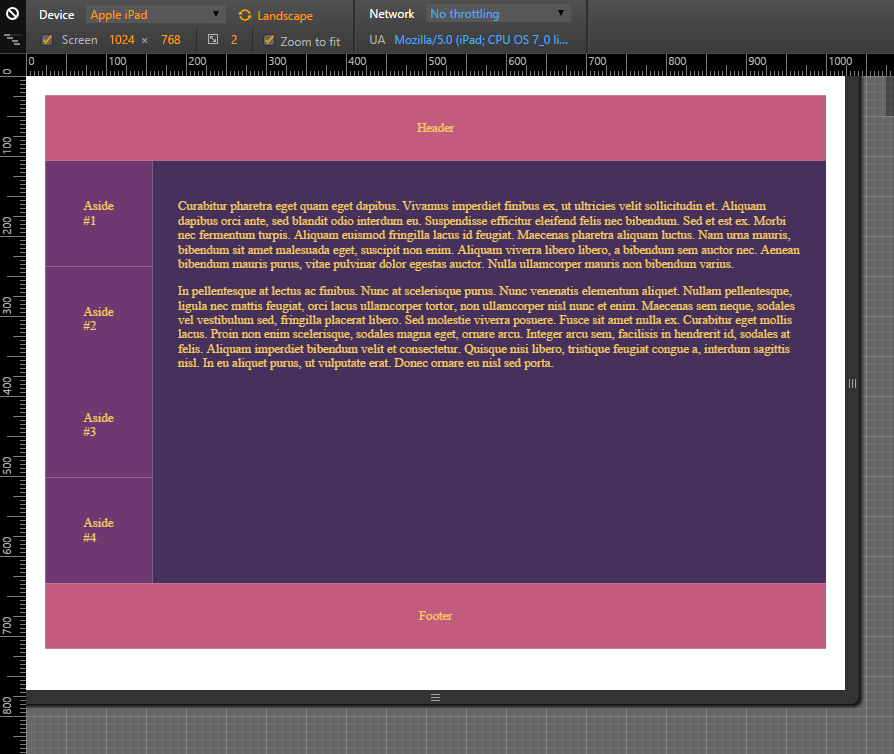 Device Apple iPad Landscape Network No throttling
Screen 1024 × 768 2 Zoom to fit UA Mozilla/5.0 (iPad; CPU OS 7_0 li...
0 100 200 300 400 500 600 700 800 900 1000
0
100
200
300
400
500
600
700
800
Header
Aside
#1
Aside
#2
Aside
#3
Aside
#4
Curabitur pharetra eget quam eget dapibus. Vivamus imperdiet finibus ex, ut ultricies velit sollicitudin et. Aliquam
dapibus orci ante, sed blandit odio interdum eu. Suspendisse efficitur eleifend felis nec bibendum. Sed et est ex. Morbi
nec fermentum turpis. Aliquam euismod fringilla lacus id feugiat. Maecenas pharetra aliquam luctus. Nam urna mauris,
bibendum sit amet malesuada eget, suscipit non enim. Aliquam viverra libero libero, a bibendum sem auctor nec. Aenean
bibendum mauris purus, vitae pulvinar dolor egestas auctor. Nulla ullamcorper mauris non bibendum varius.
In pellentesque at lectus ac finibus. Nunc at scelerisque purus. Nunc venenatis elementum aliquet. Nullam pellentesque,
ligula nec mattis feugiat, orci lacus ullamcorper tortor, non ullamcorper nisl nunc et enim. Maecenas sem neque, sodales
vel vestibulum sed, fringilla placerat libero. Sed molestie viverra posuere. Fusce sit amet nulla ex. Curabitur eget mollis
lacus. Proin non enim scelerisque, sodales magna eget, ornare arcu. Integer arcu sem, facilisis in hendrerit id, sodales at
felis. Aliquam imperdiet bibendum velit et consectetur. Quisque nisi libero, tristique feugiat congue a, interdum sagittis
nisl. In eu aliquet purus, ut vulputate erat. Donec ornare eu nisl sed porta.
Footer